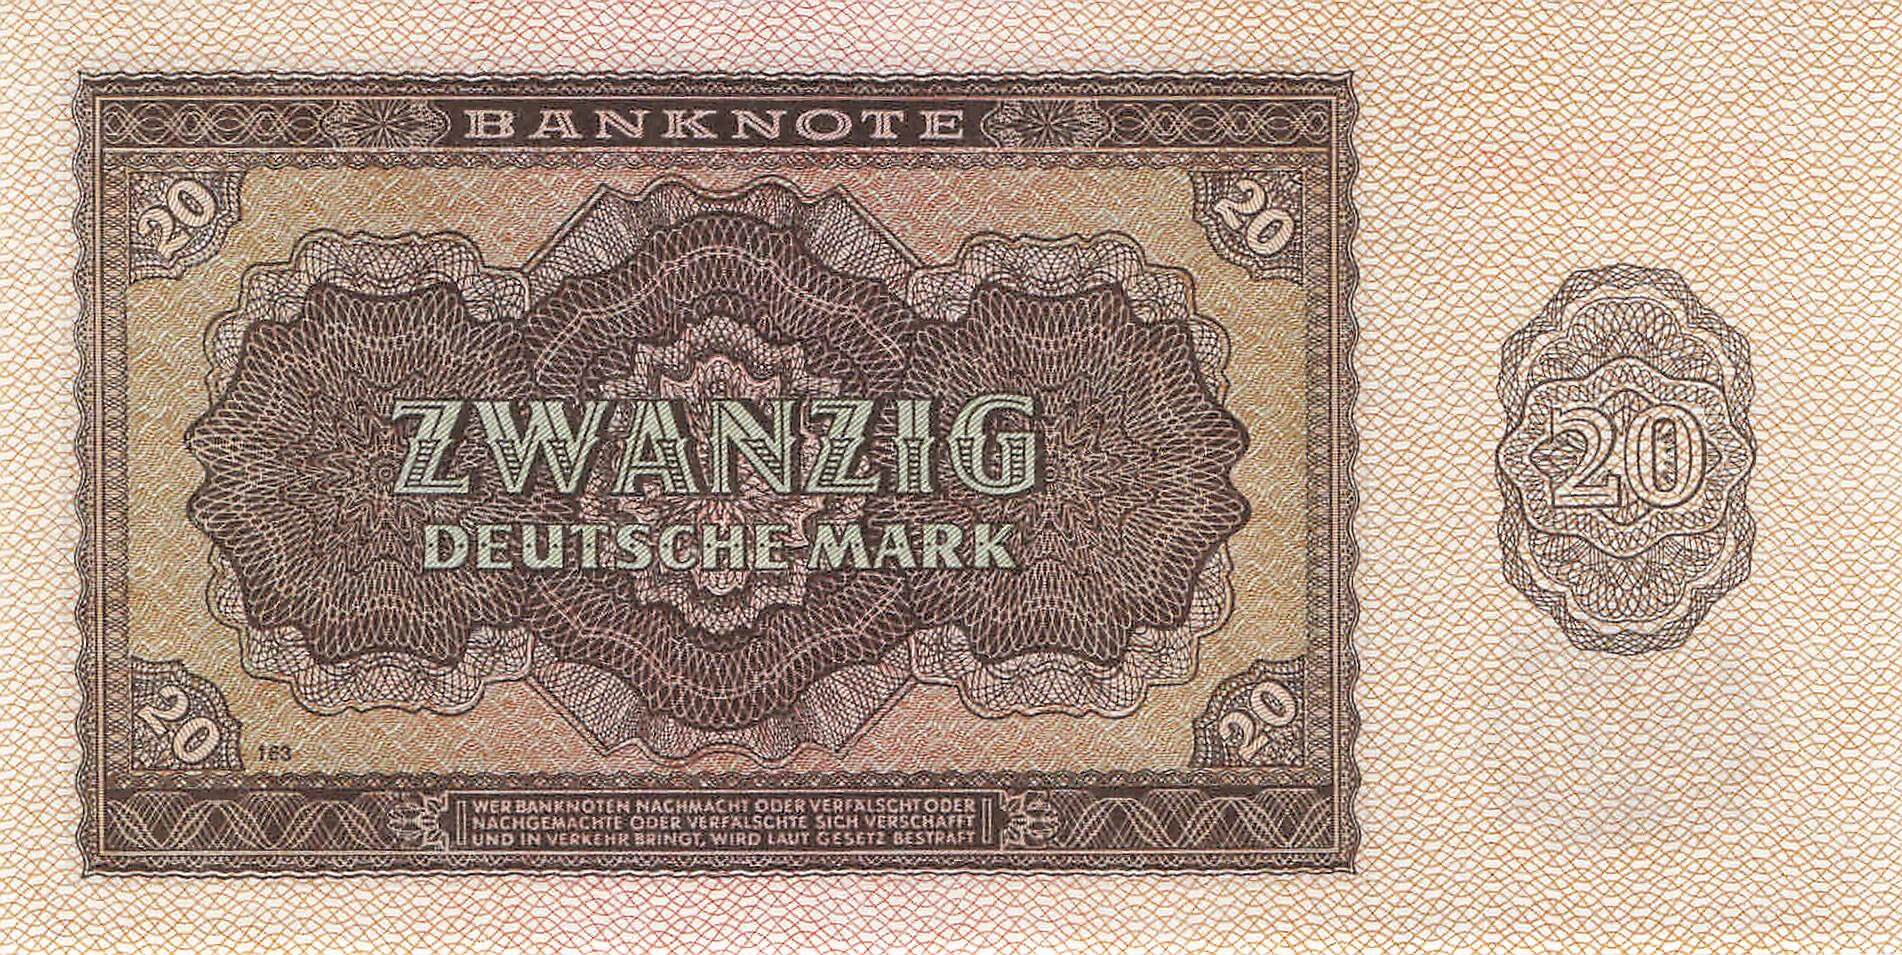 BANKNOTE
20
20
ZWANZIG
DEUTSCHE MARK
20
20
20
163
WER BANKNOTEN NACHMACHT ODER VERFÄLSCHT ODER
NACHGEMACHTE ODER VERFÄLSCHTE SICH VERSCHAFFT
UND IN VERKEHR BRINGT, WIRD LAUT GESETZ BESTRAFT